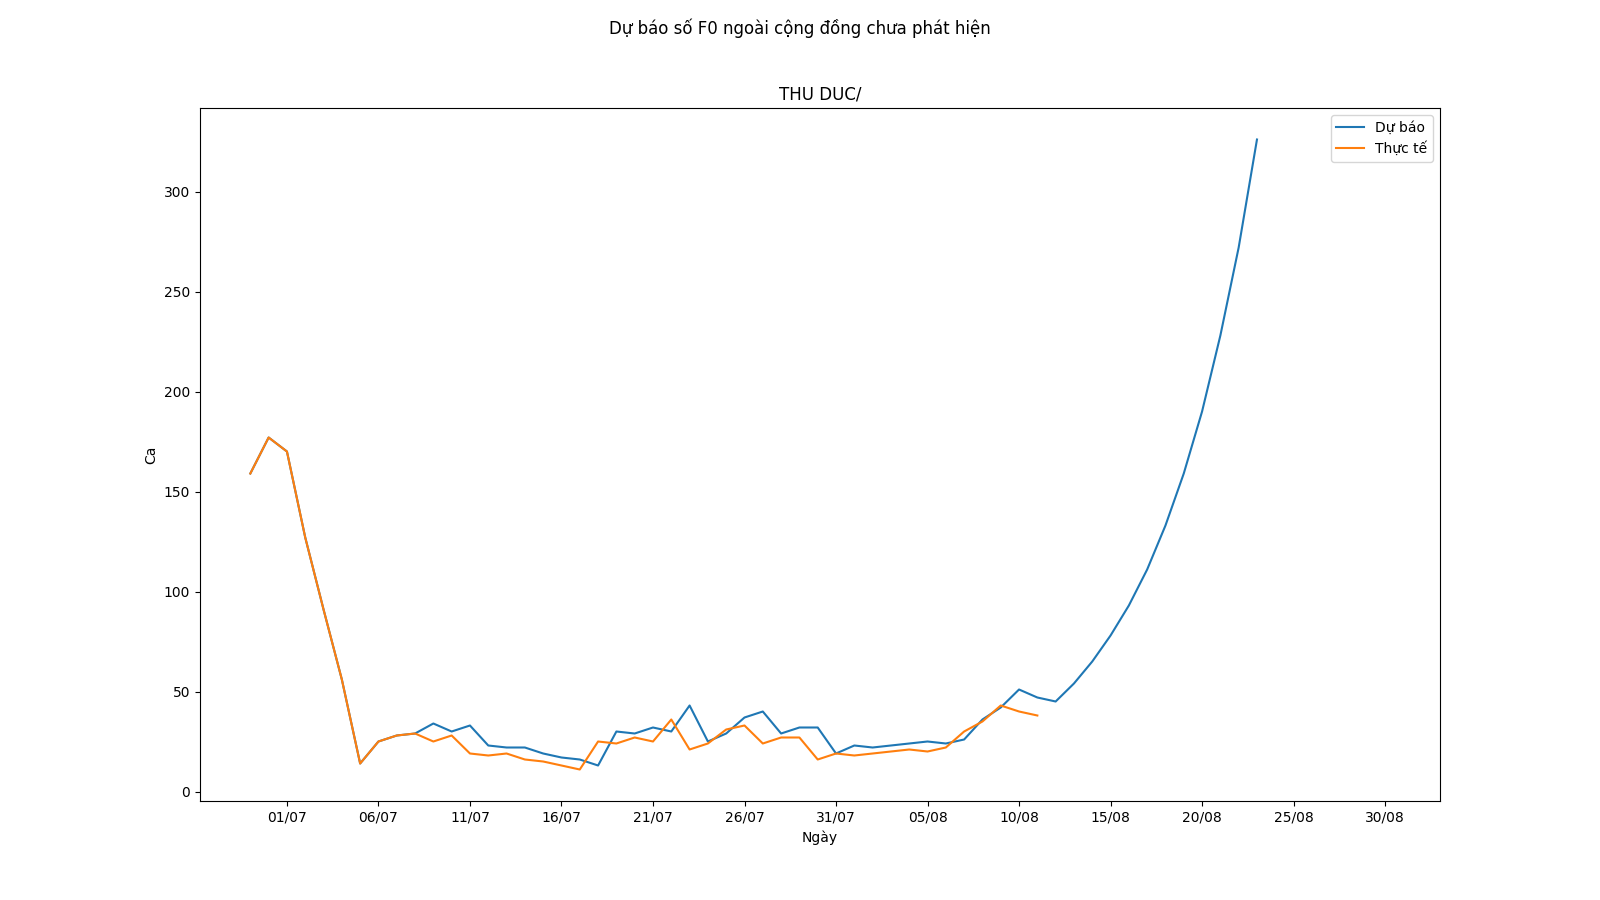 Dự báo số F0 ngoài cộng đồng chưa phát hiện
THU DUC/
Dự báo
Thực tế
300
250
200
150
100
50
0
Ca
01/07 06/07 11/07 16/07 21/07 26/07 31/07 05/08 10/08 15/08 20/08 25/08 30/08
Ngày